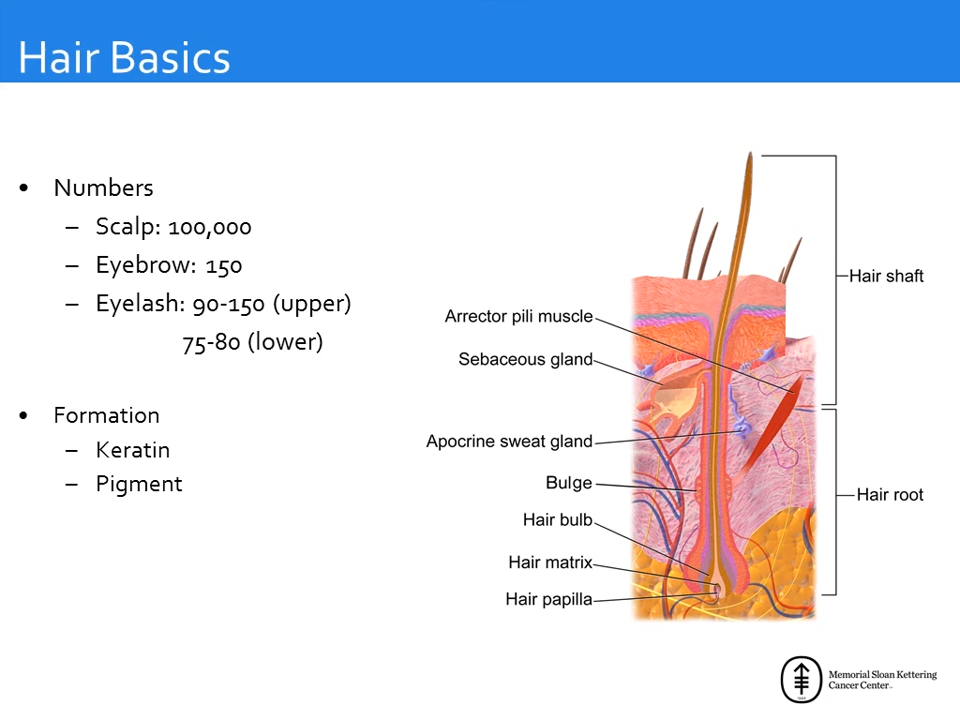 Hair Basics
• Numbers
– Scalp: 100,000
– Eyebrow: 150
– Eyelash: 90-150 (upper)
75-80 (lower)
• Formation
– Keratin
– Pigment
Hair shaft
Arrector pili muscle
Sebaceous gland
Apocrine sweat gland
Bulge
Hair root
Hair bulb
Hair matrix
Hair papilla
Memorial Sloan Kettering
Cancer Center